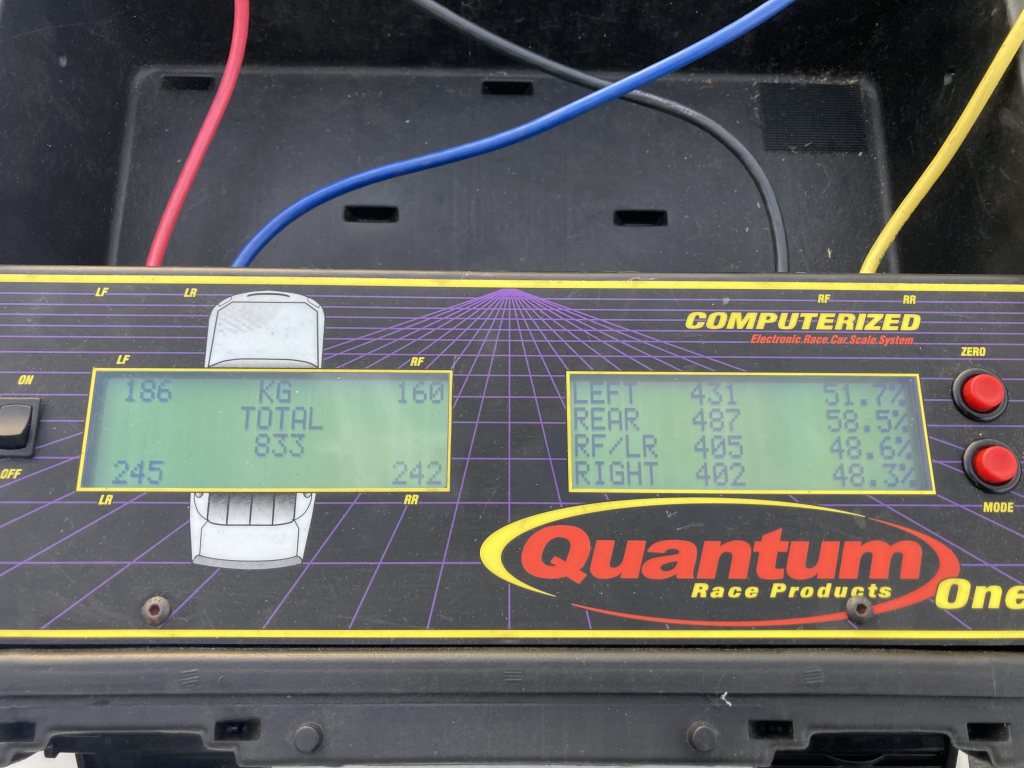 LF LR
RF RR
COMPUTERIZED
Electronic.Race.Car.Scale.System
ON
OFF
LF RF
186 KG 160
TOTAL
833
245 242
LR RR
LEFT 431 51.7%
REAR 487 58.5%
RF/LR 405 48.6%
RIGHT 402 48.3%
ZERO
MODE
Quantum
Race Products
One